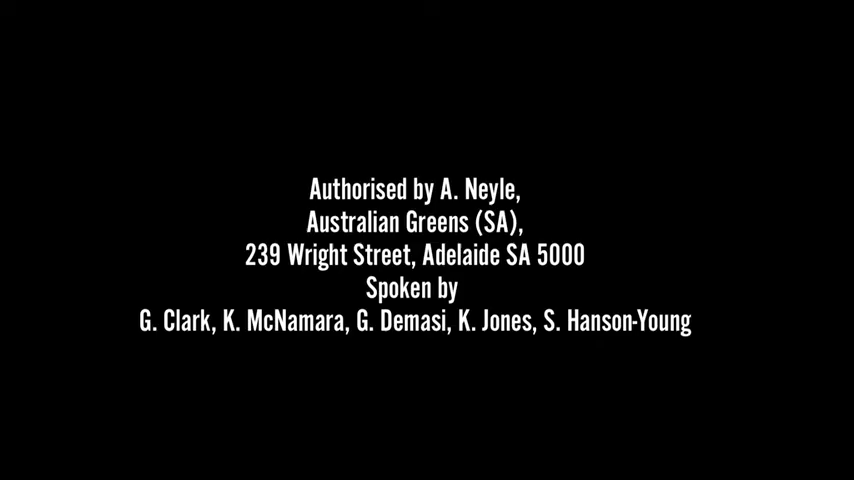 Authorised by A. Neyle,
Australian Greens (SA),
239 Wright Street, Adelaide SA 5000
Spoken by
G. Clark, K. McNamara, G. Demasi, K. Jones, S. Hanson-Young